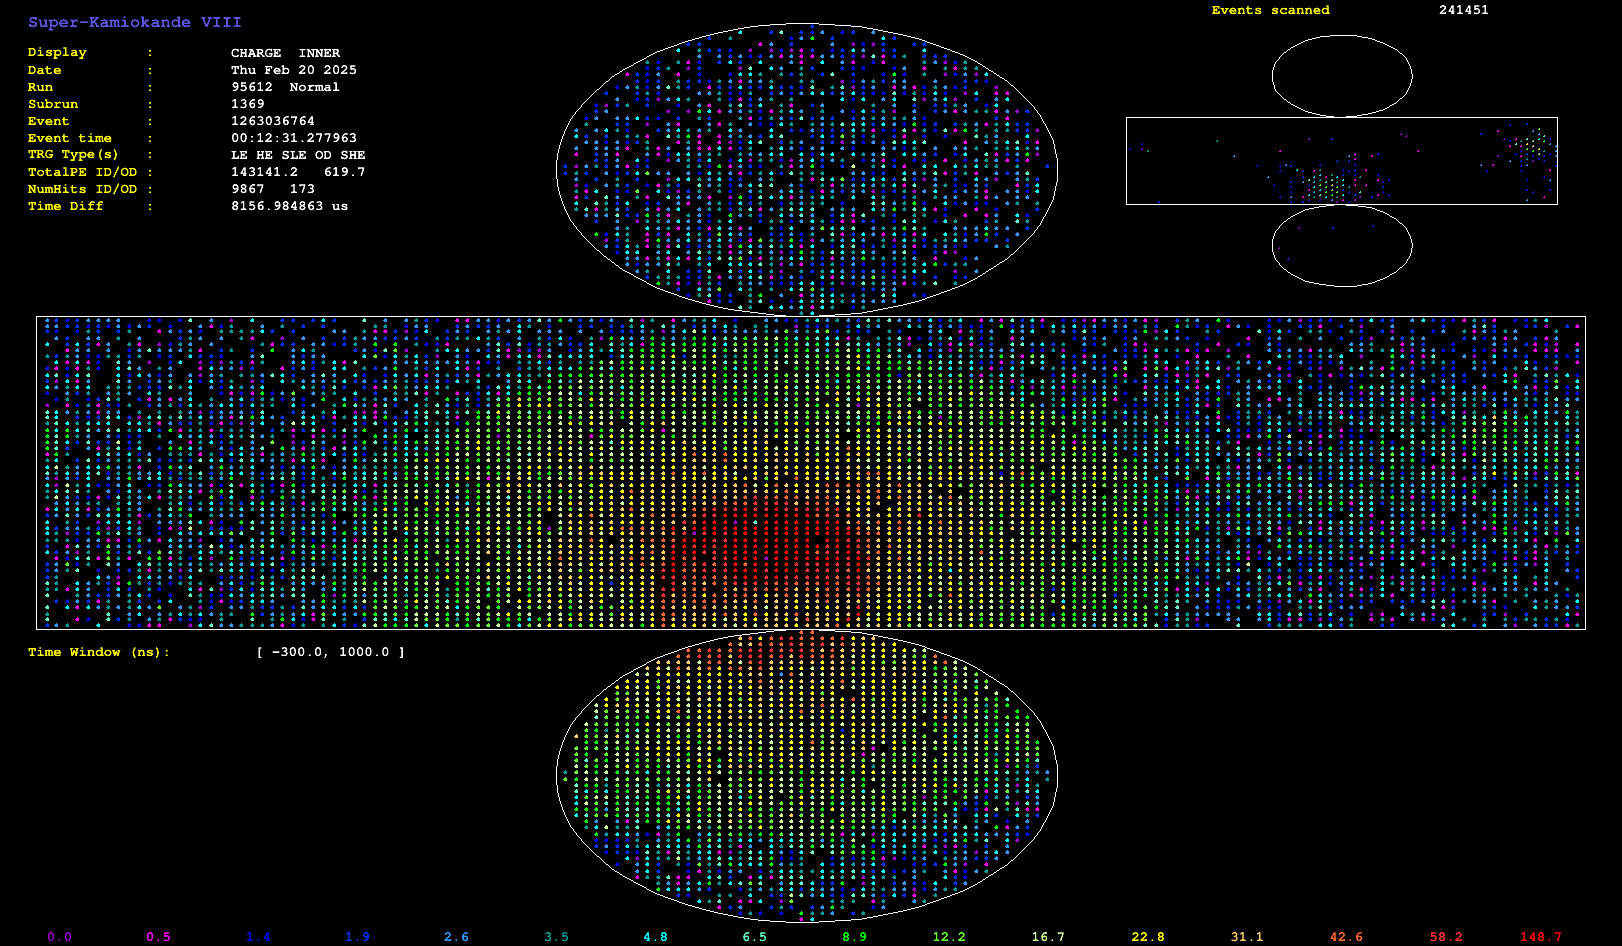 Super-Kamiokande VIII
Events scanned 241451
Display : CHARGE INNER
Date : Thu Feb 20 2025
Run : 95612 Normal
Subrun : 1369
Event : 1263036764
Event time : 00:12:31.277963
TRG Type(s) : LE HE SLE OD SHE
TotalPE ID/OD : 143141.2 619.7
NumHits ID/OD : 9867 173
Time Diff : 8156.984863 us
Time Window (ns): [ -300.0, 1000.0 ]
0.0 0.5 1.4 1.9 2.6 3.5 4.8 6.5 8.9 12.2 16.7 22.8 31.1 42.6 58.2 148.7